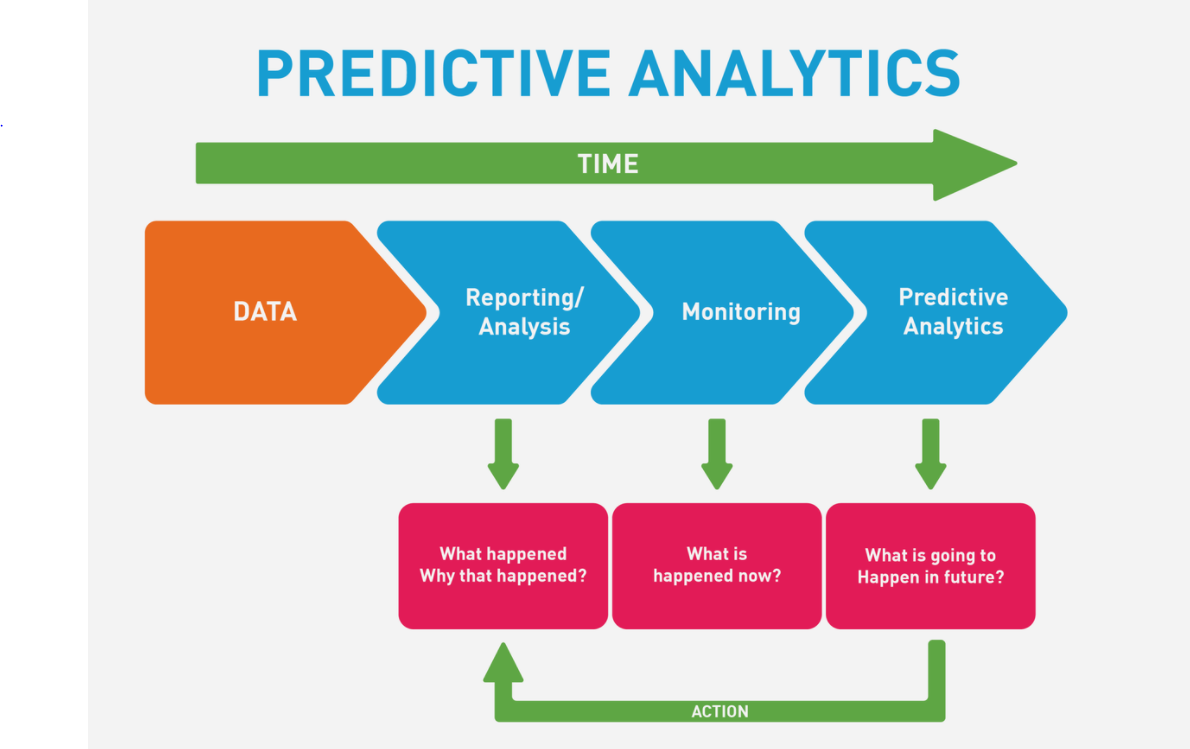 PREDICTIVE ANALYTICS
TIME
DATA
Reporting/
Analysis
Monitoring
Predictive
Analytics
What happened
Why that happened?
What is
happened now?
What is going to
Happen in future?
ACTION
.